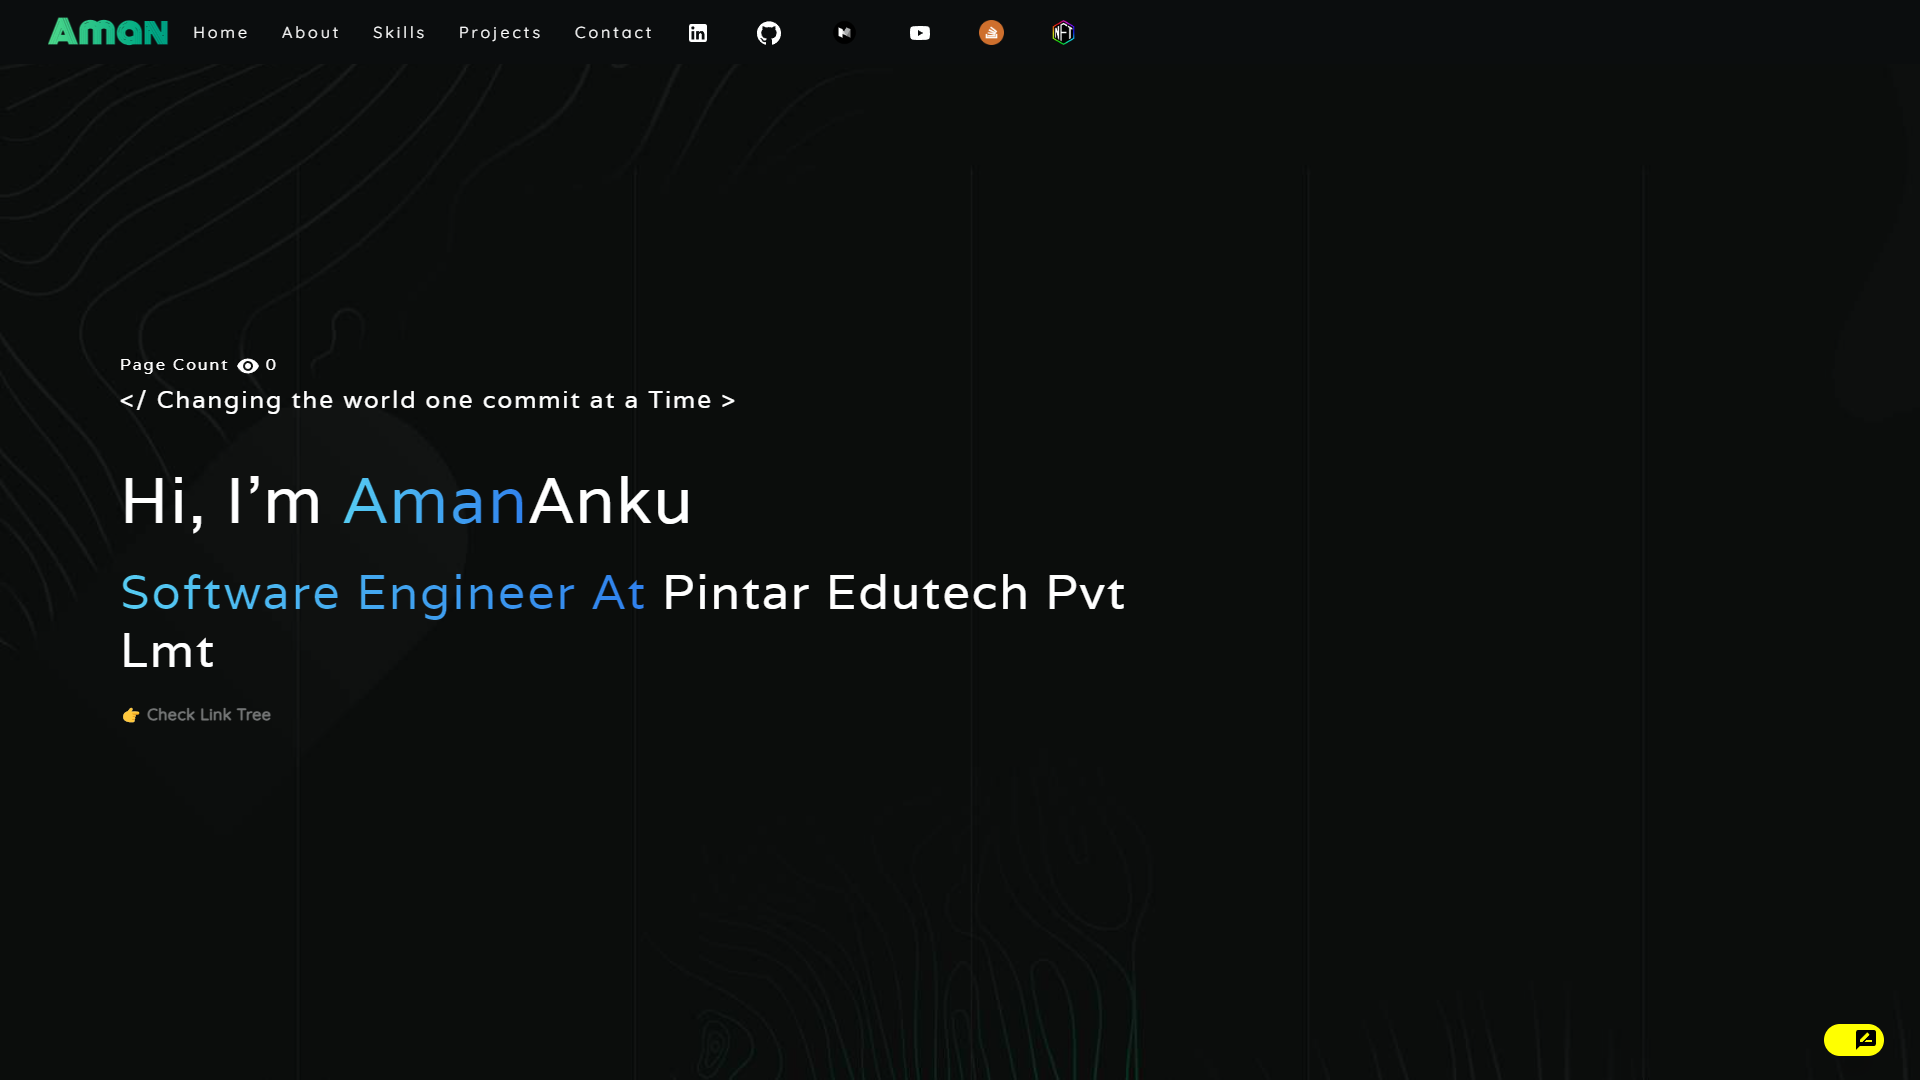 Aman
Home
About
Skills
Projects
Contact
NFT
Page Count 0
</ Changing the world one commit at a Time >
Hi, I’m AmanAnku
Software Engineer At Pintar Edutech Pvt
Lmt
👉 Check Link Tree